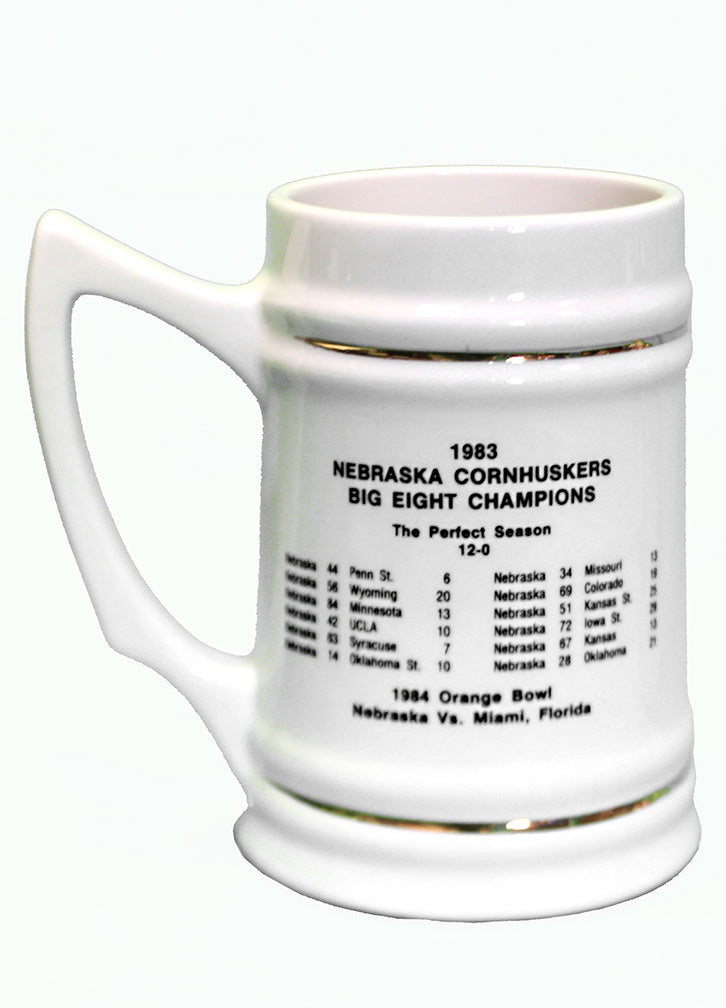 1983
NEBRASKA CORNHUSKERS
BIG EIGHT CHAMPIONS
The Perfect Season
12-0
Nebraska 44 Penn St. 6
Nebraska 56 Wyoming 20
Nebraska 84 Minnesota 13
Nebraska 42 UCLA 10
Nebraska 63 Syracuse 7
Nebraska 14 Oklahoma St. 10
Nebraska 34 Missouri 13
Nebraska 69 Colorado 19
Nebraska 51 Kansas St. 25
Nebraska 72 Iowa St. 29
Nebraska 67 Kansas 13
Nebraska 28 Oklahoma 21
1984 Orange Bowl
Nebraska Vs. Miami, Florida